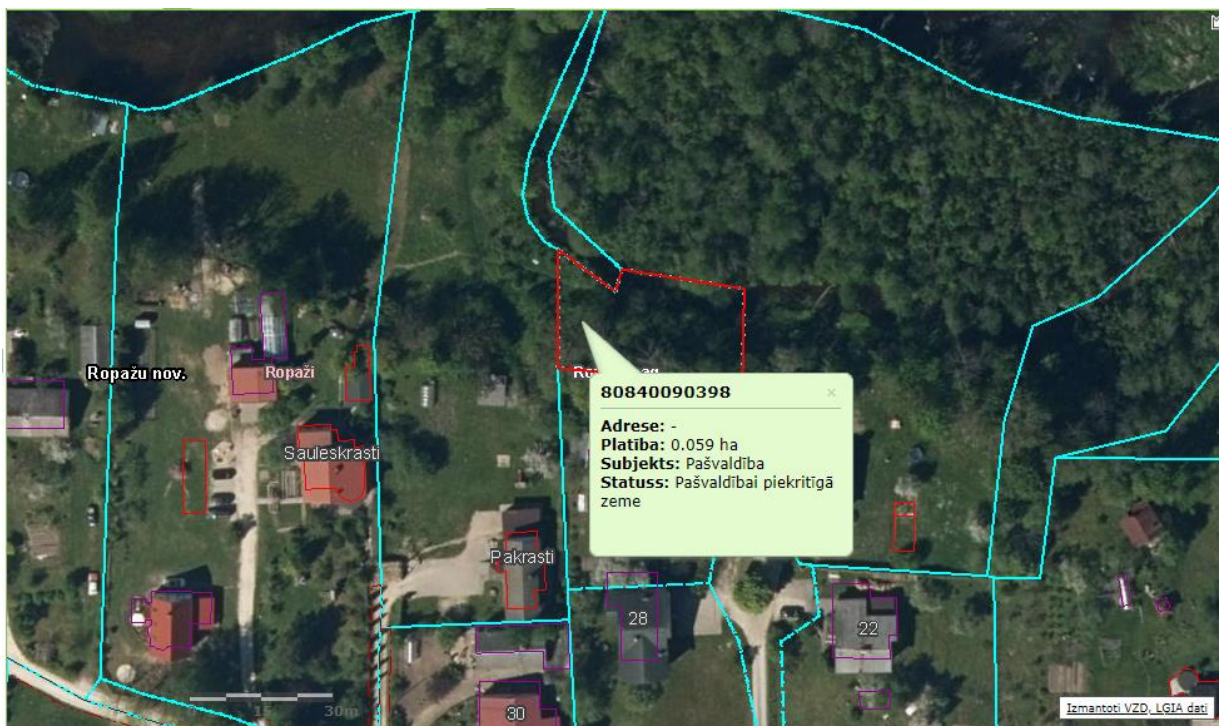 80840090398 ×
Adrese: -
Platība: 0.059 ha
Subjekts: Pašvaldība
Statuss: Pašvaldībai piekritīgā
zeme
Ropažu nov.
Ropaži
Sauleskrasti
Pakrasti
28
22
30
0 15 30m
Izmantoti VZD, LGIA dati